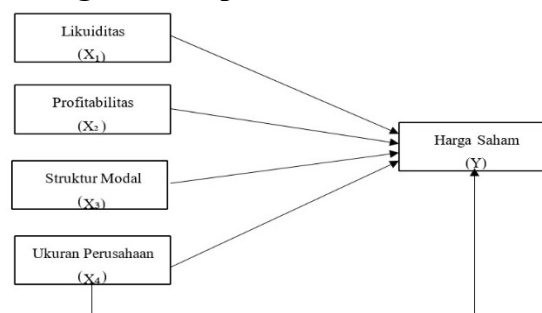 Likuiditas
(X₁)
Profitabilitas
(X₂)
Struktur Modal
(X₃)
Ukuran Perusahaan
(X₄)
Harga Saham
(Y)